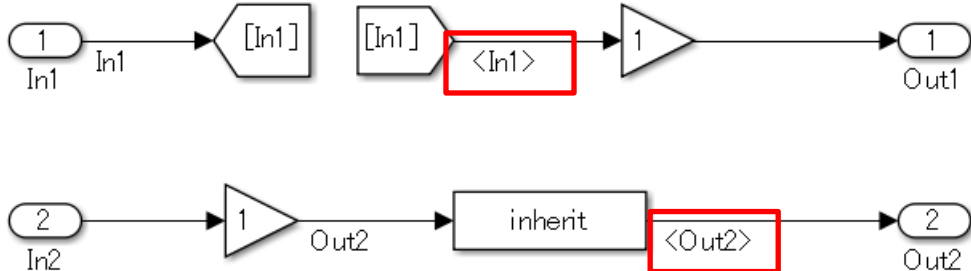 1
In1
In1
[In1]
[In1]
<In1>
1
1
Out1
2
In2
1
Out2
inherit
<Out2>
2
Out2